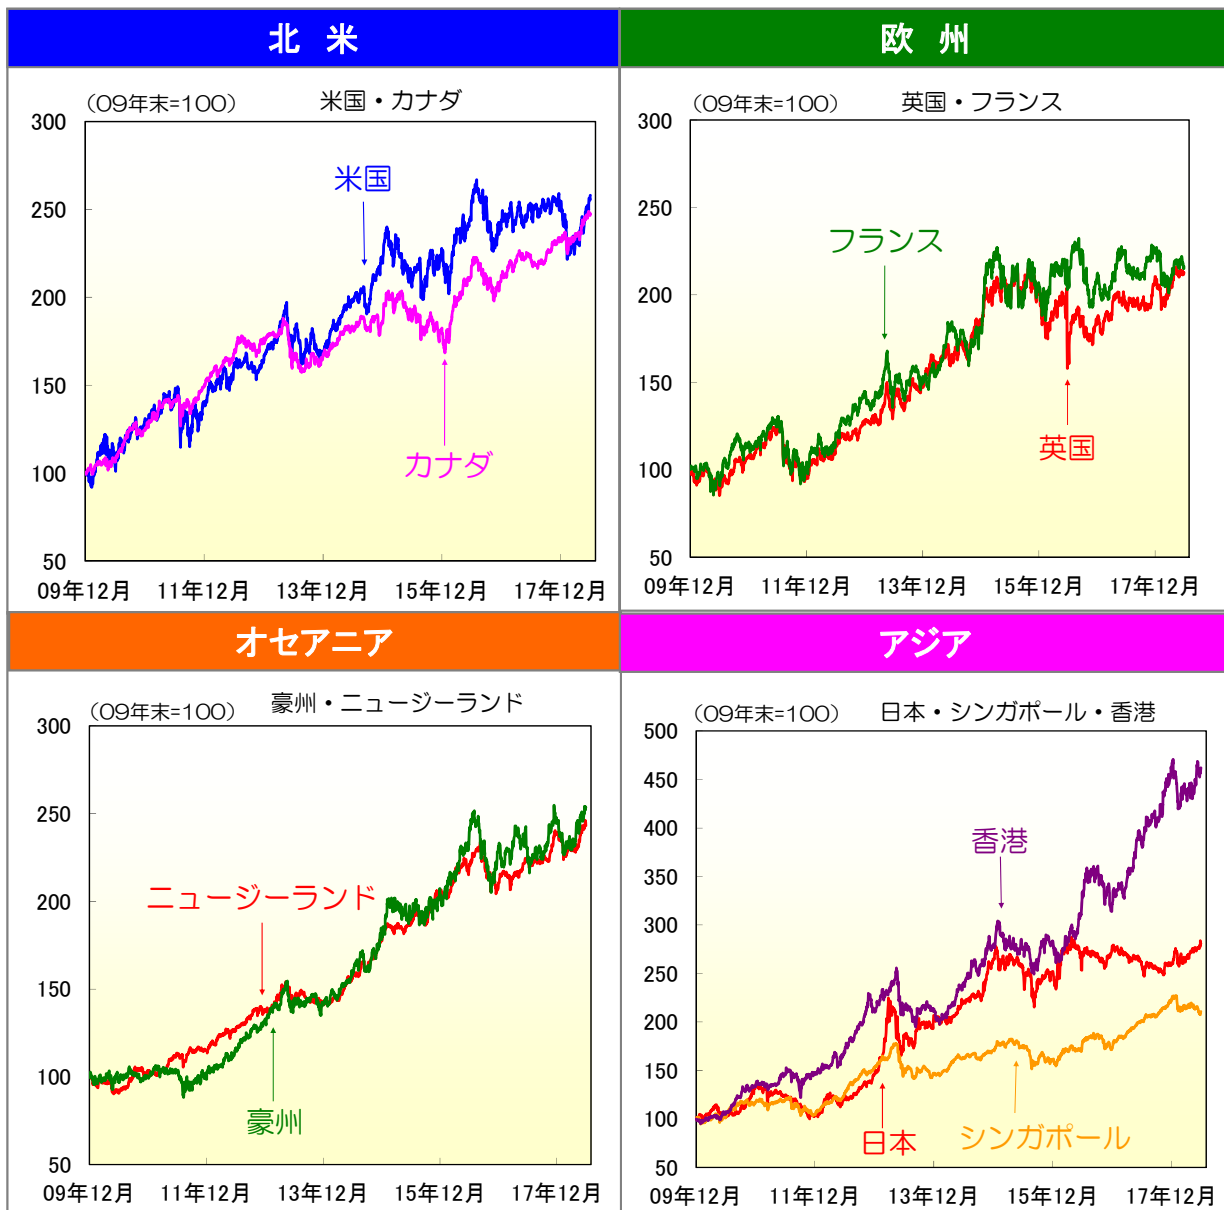 北 米
欧 州
（09年末=100）
米国・カナダ
300
250
200
150
100
50
米国
カナダ
09年12月
11年12月
13年12月
15年12月
17年12月
（09年末=100）
英国・フランス
300
250
200
150
100
50
フランス
英国
09年12月
11年12月
13年12月
15年12月
17年12月
オセアニア
アジア
（09年末=100）
豪州・ニュージーランド
300
250
200
150
100
50
ニュージーランド
豪州
09年12月
11年12月
13年12月
15年12月
17年12月
（09年末=100）
日本・シンガポール・香港
500
450
400
350
300
250
200
150
100
50
香港
日本
シンガポール
09年12月
11年12月
13年12月
15年12月
17年12月